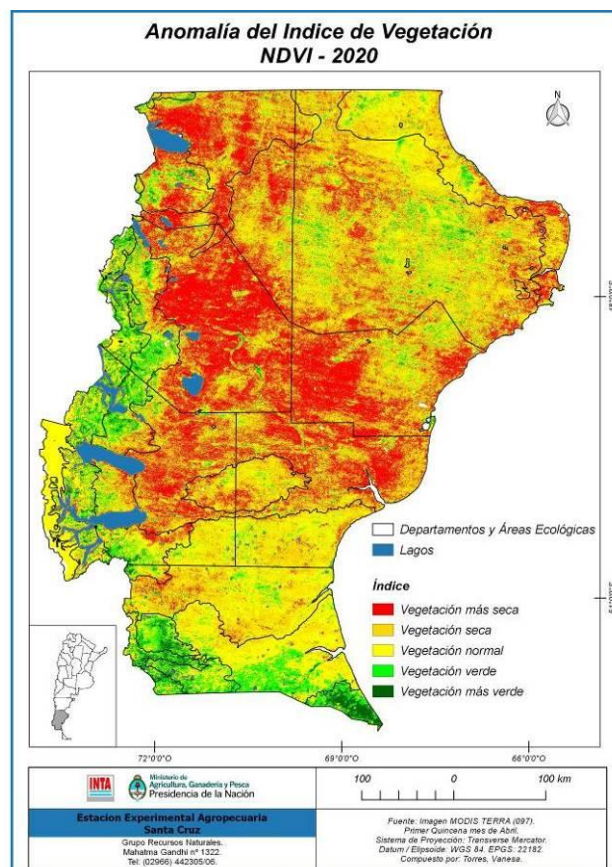 Anomalía del Indice de Vegetación
NDVI - 2020
N
Departamentos y Áreas Ecológicas
Lagos
Índice
Vegetación más seca
Vegetación seca
Vegetación normal
Vegetación verde
Vegetación más verde
72°0'0"O
69°0'0"O
66°0'0"O
INTA
Ministerio de
Agricultura, Ganadería y Pesca
Presidencia de la Nación
Estacion Experimental Agropecuaria
Santa Cruz
Grupo Recursos Naturales.
Mahatma Gandhi nº 1322.
Tel: (02966) 442305/06.
100 0 100 km
Fuente: Imagen MODIS TERRA (097).
Primer Quincena mes de Abril.
Sistema de Proyección: Transverse Mercator.
Datum / Elipsoide: WGS 84. EPGS: 22182.
Compuesto por: Torres, Vanesa.